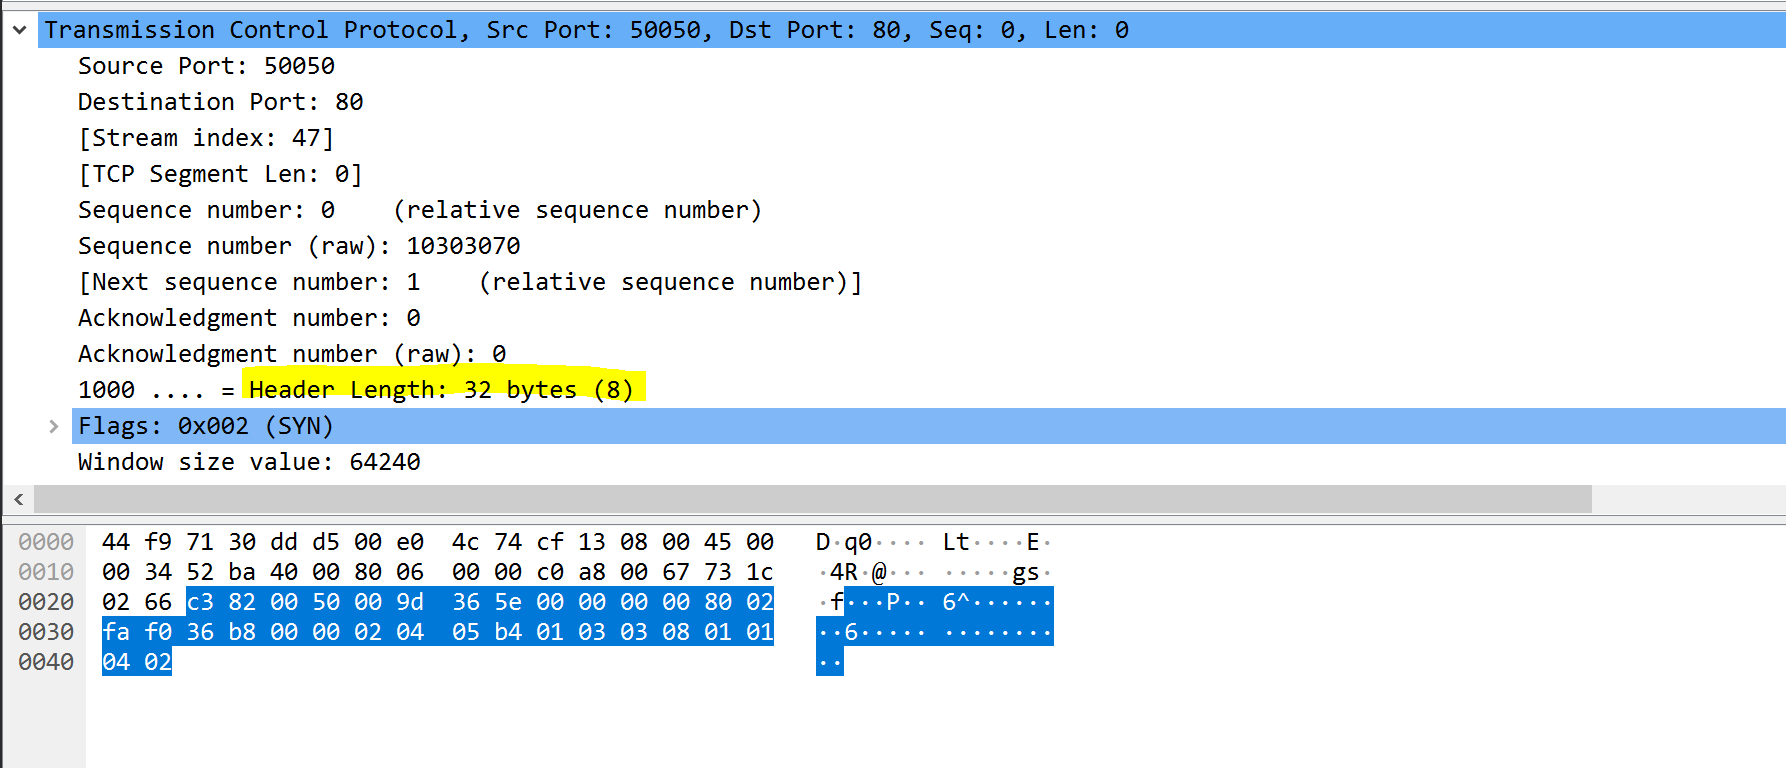 Transmission Control Protocol, Src Port: 50050, Dst Port: 80, Seq: 0, Len: 0
Source Port: 50050
Destination Port: 80
[Stream index: 47]
[TCP Segment Len: 0]
Sequence number: 0    (relative sequence number)
Sequence number (raw): 10303070
[Next sequence number: 1    (relative sequence number)]
Acknowledgment number: 0
Acknowledgment number (raw): 0
1000 .... = Header Length: 32 bytes (8)
Flags: 0x002 (SYN)
Window size value: 64240
0000 44 f9 71 30 dd d5 00 e0  4c 74 cf 13 08 00 45 00 D·q0···· Lt····E·
0010 00 34 52 ba 40 00 80 06  00 00 c0 a8 00 67 73 1c ·4R·@··· ·····gs·
0020 02 66 c3 82 00 50 00 9d  36 5e 00 00 00 00 80 02 ·f···P·· 6^······
0030 fa f0 36 b8 00 00 02 04  05 b4 01 03 03 08 01 01 ··6····· ········
0040 04 02 ··